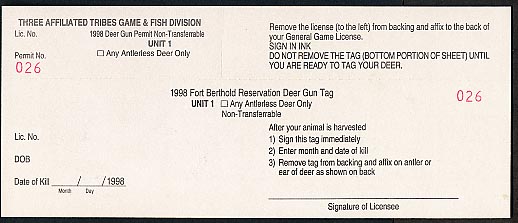 THREE AFFILIATED TRIBES GAME & FISH DIVISION
Lic. No. 1998 Deer Gun Permit Non-Transferrable
UNIT 1
Permit No. ☐ Any Antlerless Deer Only
026
Remove the license (to the left) from backing and affix to the back of
your General Game License.
SIGN IN INK
DO NOT REMOVE THE TAG (BOTTOM PORTION OF SHEET) UNTIL
YOU ARE READY TO TAG YOUR DEER.
1998 Fort Berthold Reservation Deer Gun Tag
UNIT 1 ☐ Any Antlerless Deer Only
Non-Transferrable
026
Lic. No.
DOB
Date of Kill ____/____/1998
Month Day
After your animal is harvested
1) Sign this tag immediately
2) Enter month and date of kill
3) Remove tag from backing and affix on antler or
ear of deer as shown on back
Signature of Licensee